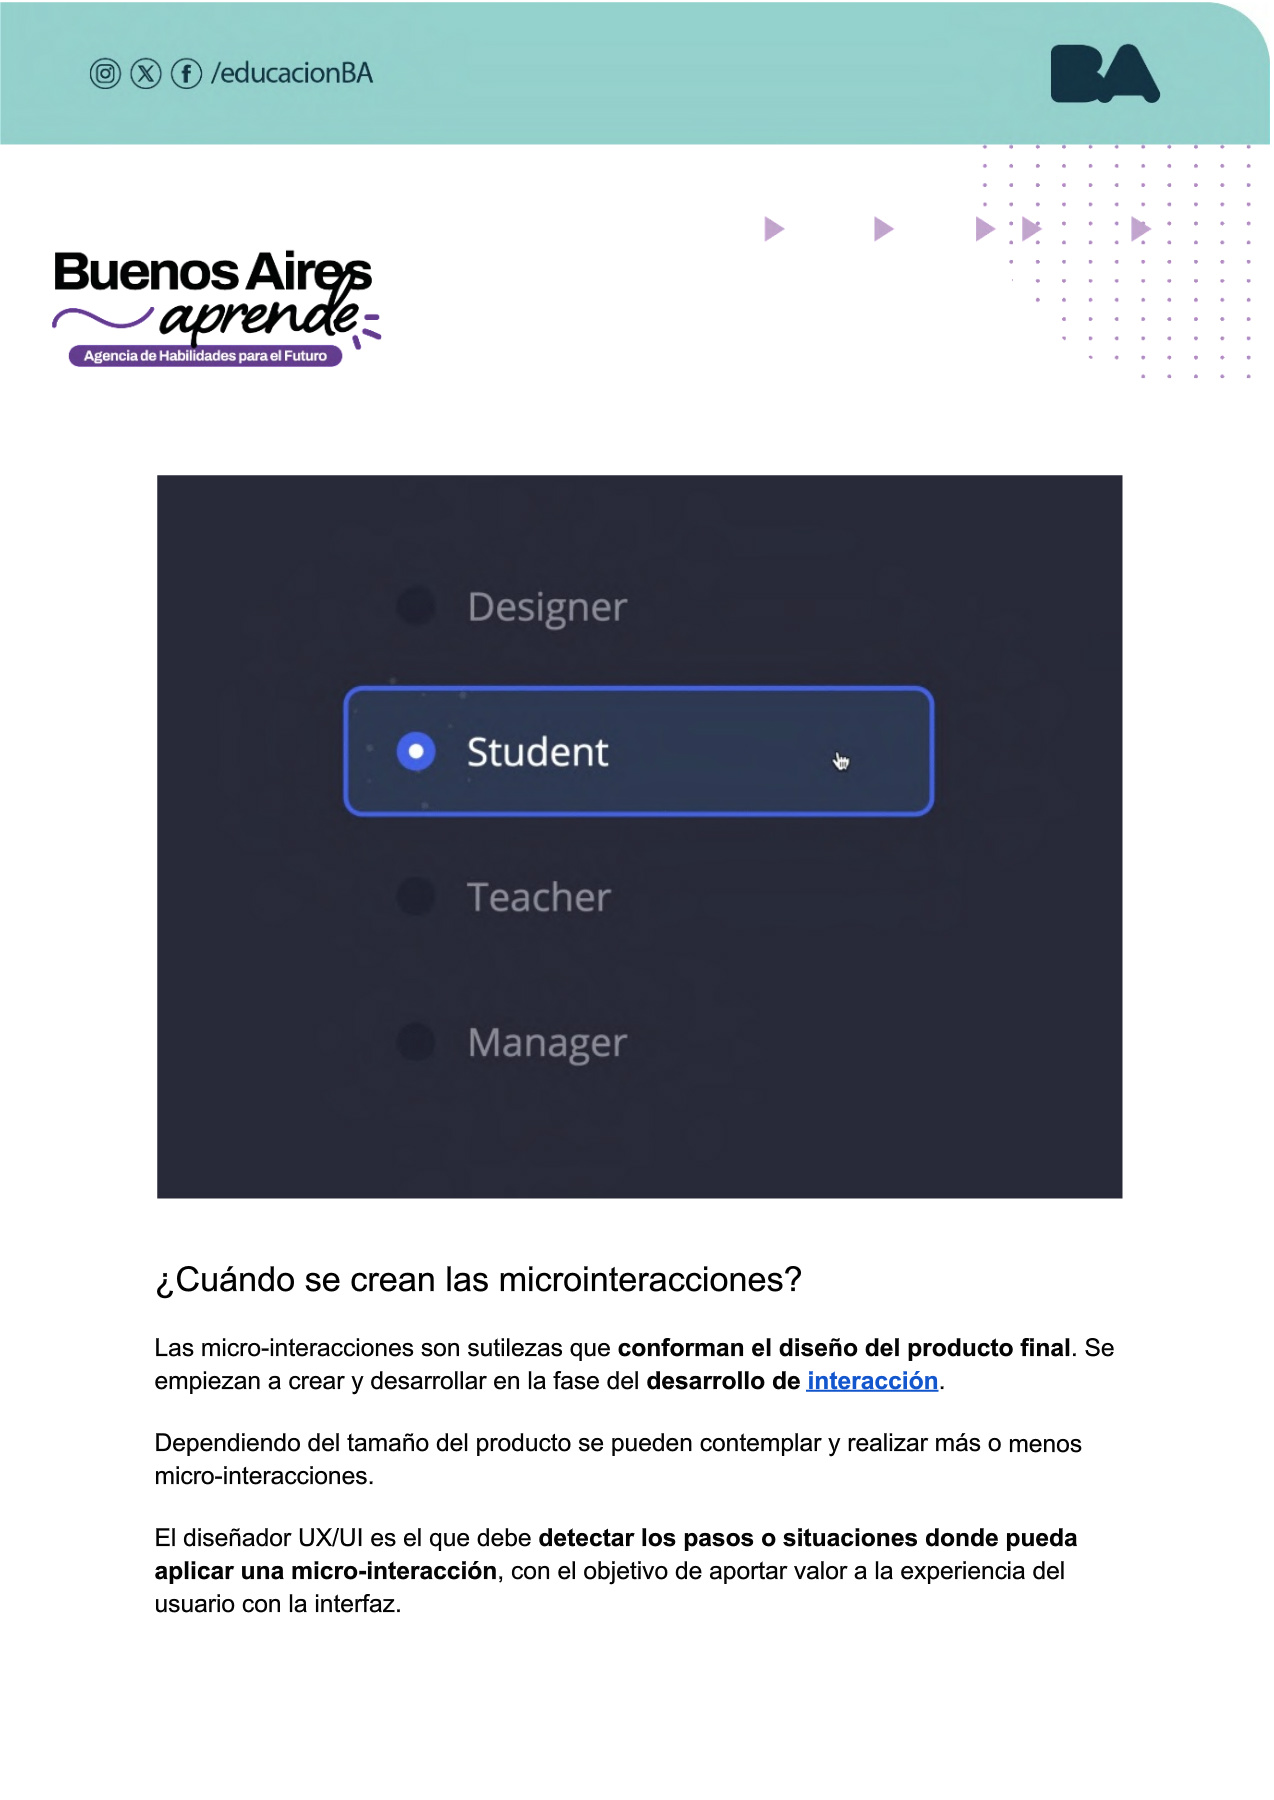 /educacionBA
BA
Buenos Aires
aprende
Agencia de Habilidades para el Futuro
Designer
Student
Teacher
Manager
¿Cuándo se crean las microinteracciones?
Las micro-interacciones son sutilezas que conforman el diseño del producto final. Se
empiezan a crear y desarrollar en la fase del desarrollo de interacción.
Dependiendo del tamaño del producto se pueden contemplar y realizar más o menos
micro-interacciones.
El diseñador UX/UI es el que debe detectar los pasos o situaciones donde pueda
aplicar una micro-interacción, con el objetivo de aportar valor a la experiencia del
usuario con la interfaz.